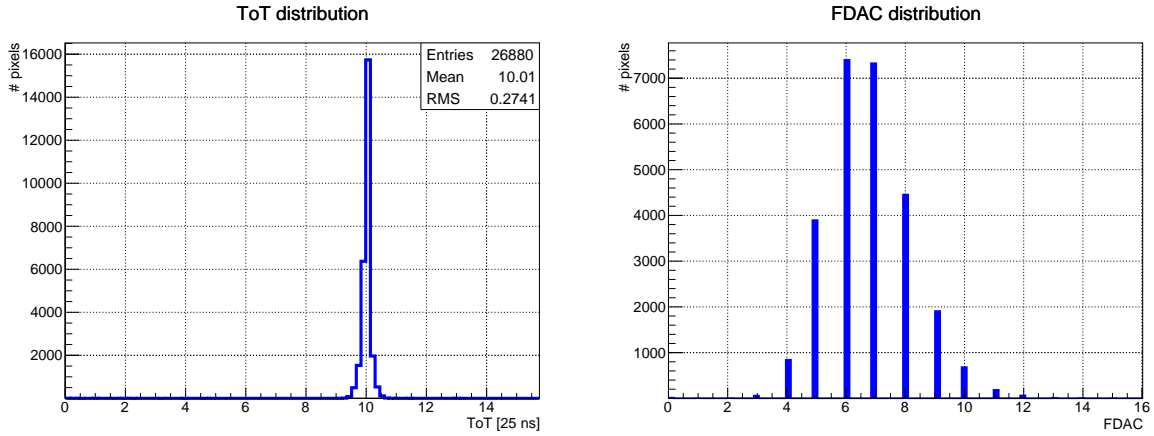 ToT distribution
# pixels
Entries 26880
Mean 10.01
RMS 0.2741
16000
14000
12000
10000
8000
6000
4000
2000
0 2 4 6 8 10 12 14
ToT [25 ns]
FDAC distribution
# pixels
7000
6000
5000
4000
3000
2000
1000
0 2 4 6 8 10 12 14 16
FDAC